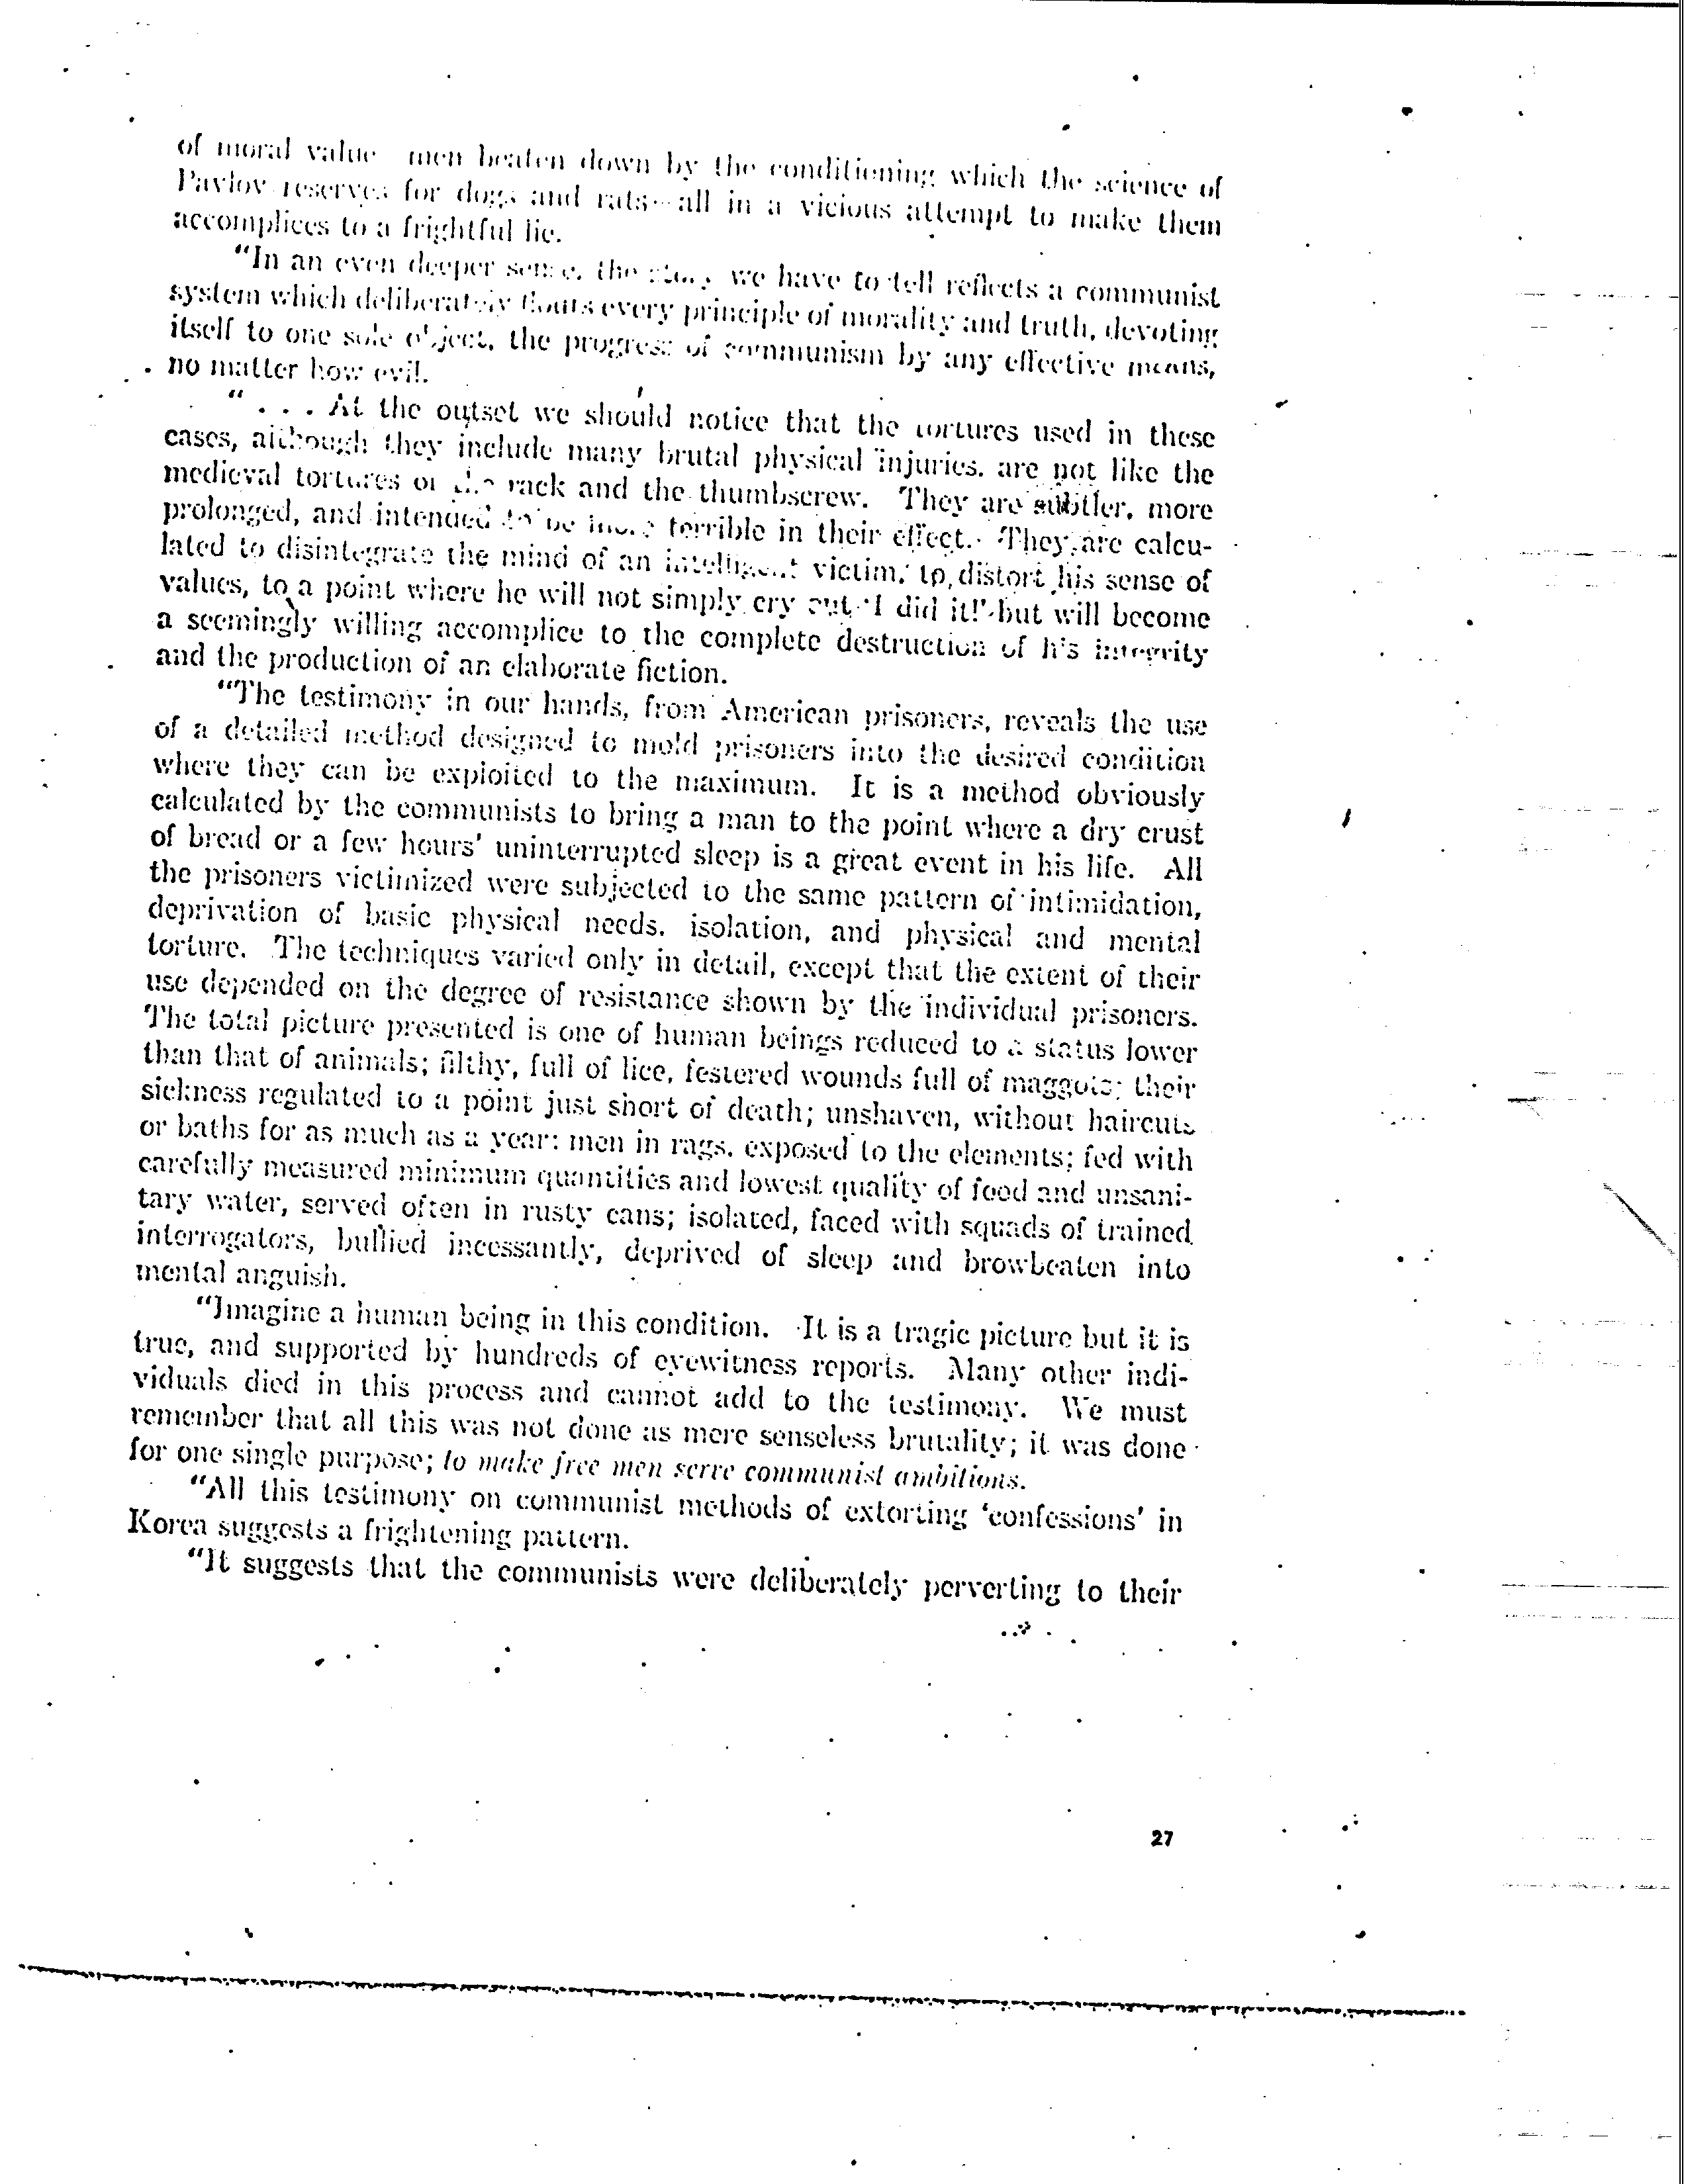 of moral value men beaten down by the conditioning which the science of
Pavlov reserves for dogs and rats—all in a vicious attempt to make them
accomplices to a frightful lie.
"In an even deeper sense, the story we have to tell reflects a communist
system which deliberately flouts every principle of morality and truth, devoting
itself to one sole object, the progress of communism by any effective means,
no matter how evil.
" . . . At the outset we should notice that the tortures used in these
cases, although they include many brutal physical injuries, are not like the
medieval tortures of the rack and the thumbscrew. They are subtler, more
prolonged, and intended to be more terrible in their effect. They are calcu-
lated to disintegrate the mind of an intelligent victim, to distort his sense of
values, to a point where he will not simply cry out 'I did it!' but will become
a seemingly willing accomplice to the complete destruction of his integrity
and the production of an elaborate fiction.
"The testimony in our hands, from American prisoners, reveals the use
of a detailed method designed to mold prisoners into the desired condition
where they can be exploited to the maximum. It is a method obviously
calculated by the communists to bring a man to the point where a dry crust
of bread or a few hours' uninterrupted sleep is a great event in his life. All
the prisoners victimized were subjected to the same pattern of intimidation,
deprivation of basic physical needs, isolation, and physical and mental
torture. The techniques varied only in detail, except that the extent of their
use depended on the degree of resistance shown by the individual prisoners.
The total picture presented is one of human beings reduced to a status lower
than that of animals; filthy, full of lice, festered wounds full of maggots; their
sickness regulated to a point just short of death; unshaven, without haircuts
or baths for as much as a year; men in rags, exposed to the elements; fed with
carefully measured minimum quantities and lowest quality of food and unsani-
tary water, served often in rusty cans; isolated, faced with squads of trained
interrogators, bullied incessantly, deprived of sleep and browbeaten into
mental anguish.
"Imagine a human being in this condition. It is a tragic picture but it is
true, and supported by hundreds of eyewitness reports. Many other indi-
viduals died in this process and cannot add to the testimony. We must
remember that all this was not done as mere senseless brutality; it was done
for one single purpose; to make free men serve communist ambitions.
"All this testimony on communist methods of extorting 'confessions' in
Korea suggests a frightening pattern.
"It suggests that the communists were deliberately perverting to their
27